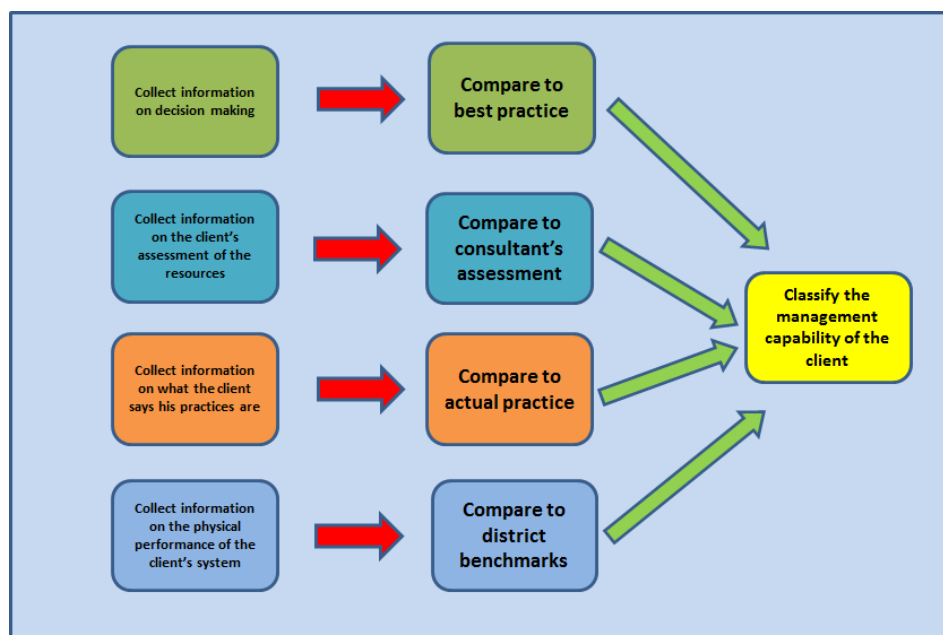 Collect information
on decision making
Compare to
best practice
Collect information
on the client's
assessment of the
resources
Compare to
consultant's
assessment
Classify the
management
capability of the
client
Collect information
on what the client
says his practices are
Compare to
actual practice
Collect information
on the physical
performance of the
client's system
Compare to
district
benchmarks